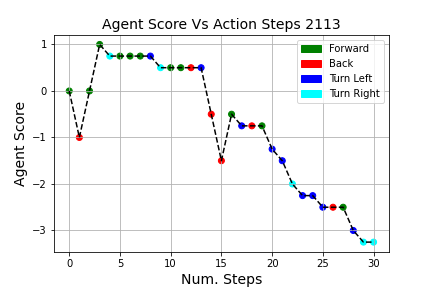 Agent Score Vs Action Steps 2113
Agent Score
1
0
−1
−2
−3
Forward
Back
Turn Left
Turn Right
0 5 10 15 20 25 30
Num. Steps